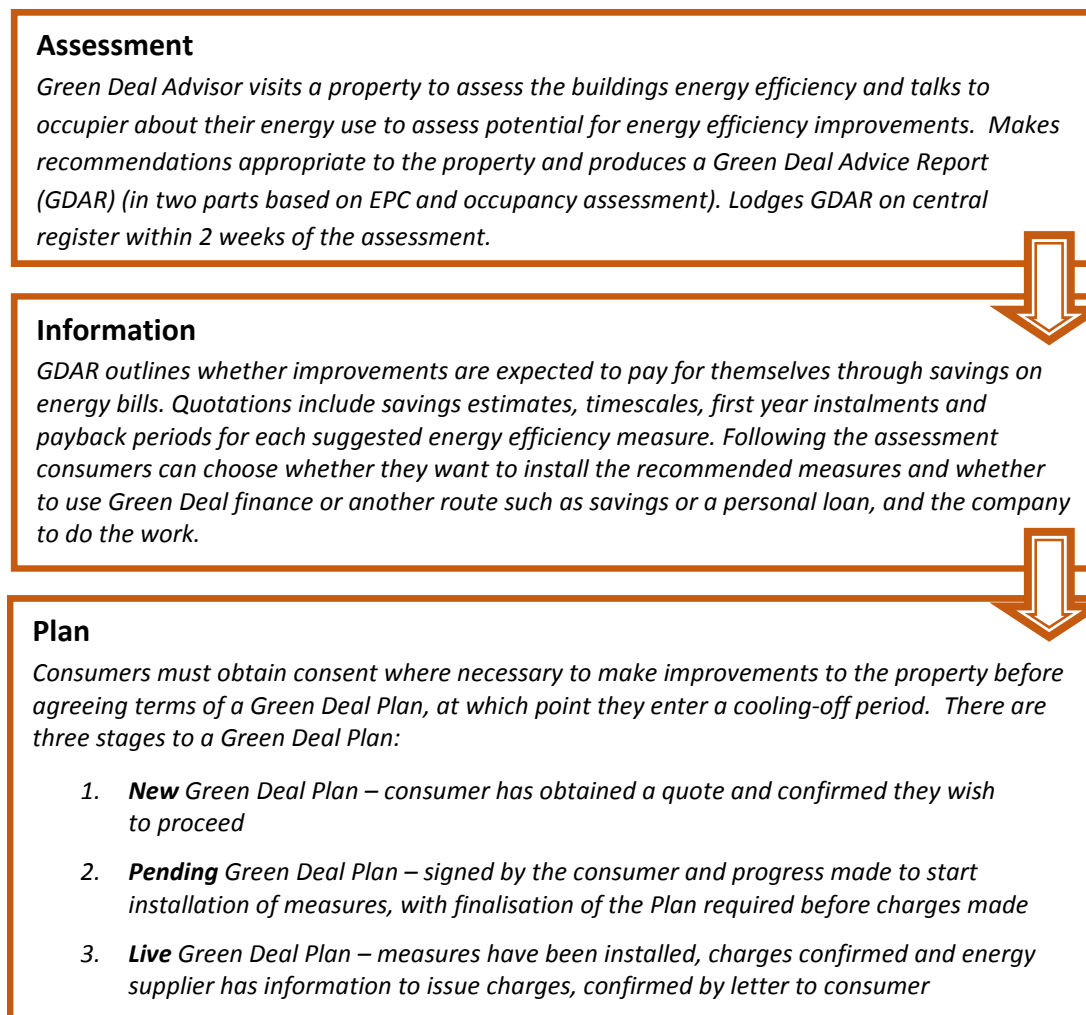 Assessment
Green Deal Advisor visits a property to assess the buildings energy efficiency and talks to
occupier about their energy use to assess potential for energy efficiency improvements.  Makes
recommendations appropriate to the property and produces a Green Deal Advice Report
(GDAR) (in two parts based on EPC and occupancy assessment). Lodges GDAR on central
register within 2 weeks of the assessment.
Information
GDAR outlines whether improvements are expected to pay for themselves through savings on
energy bills. Quotations include savings estimates, timescales, first year instalments and
payback periods for each suggested energy efficiency measure. Following the assessment
consumers can choose whether they want to install the recommended measures and whether
to use Green Deal finance or another route such as savings or a personal loan, and the company
to do the work.
Plan
Consumers must obtain consent where necessary to make improvements to the property before
agreeing terms of a Green Deal Plan, at which point they enter a cooling-off period.  There are
three stages to a Green Deal Plan:
1. New Green Deal Plan – consumer has obtained a quote and confirmed they wish
to proceed
2. Pending Green Deal Plan – signed by the consumer and progress made to start
installation of measures, with finalisation of the Plan required before charges made
3. Live Green Deal Plan – measures have been installed, charges confirmed and energy
supplier has information to issue charges, confirmed by letter to consumer